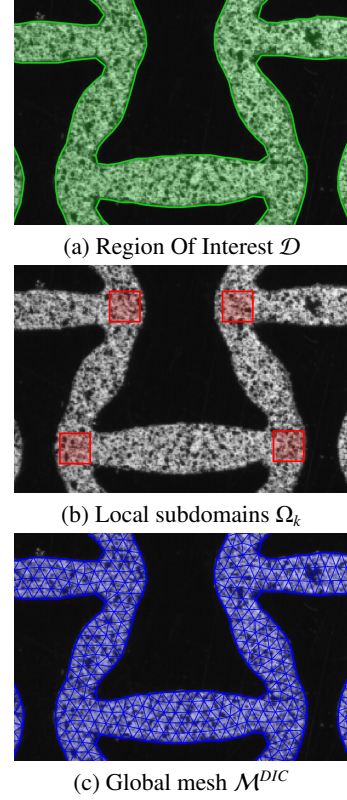 (a) Region Of Interest 𝒟
(b) Local subdomains Ωₖ
(c) Global mesh ℳᴰᴵᶜ